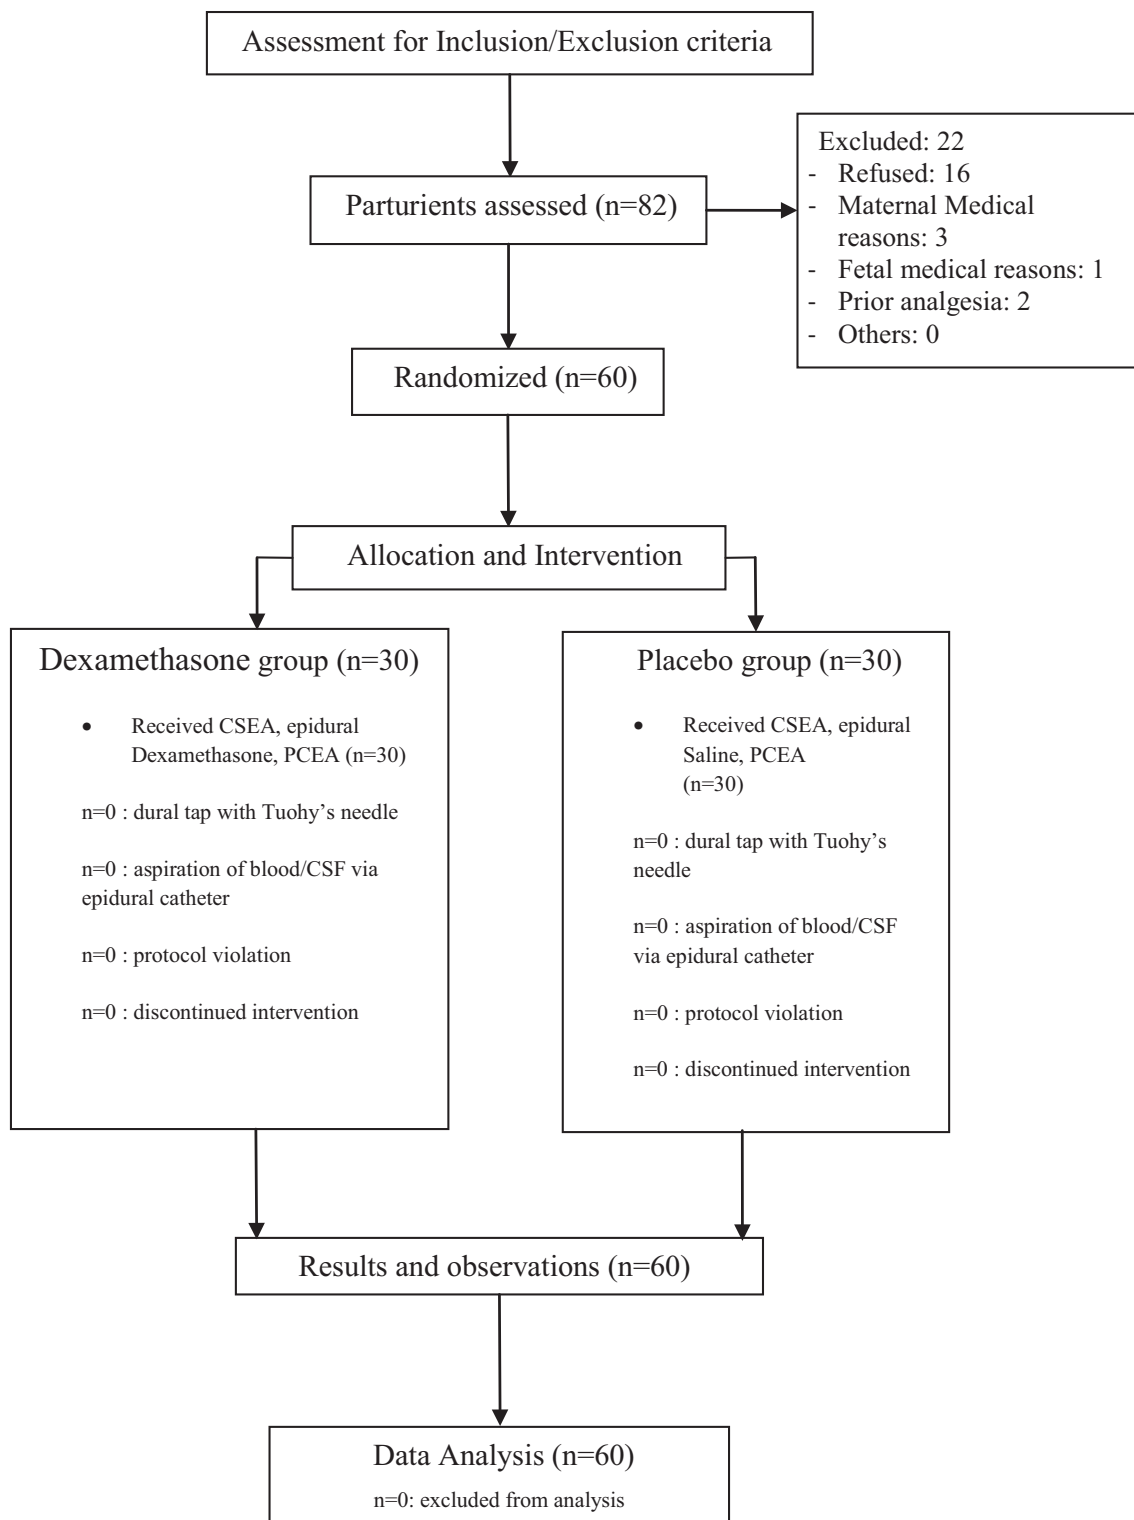 Assessment for Inclusion/Exclusion criteria
Parturients assessed (n=82)
Excluded: 22
- Refused: 16
- Maternal Medical
reasons: 3
- Fetal medical reasons: 1
- Prior analgesia: 2
- Others: 0
Randomized (n=60)
Allocation and Intervention
Dexamethasone group (n=30)
• Received CSEA, epidural
Dexamethasone, PCEA (n=30)
n=0 : dural tap with Tuohy’s needle
n=0 : aspiration of blood/CSF via
epidural catheter
n=0 : protocol violation
n=0 : discontinued intervention
Placebo group (n=30)
• Received CSEA, epidural
Saline, PCEA
(n=30)
n=0 : dural tap with Tuohy’s
needle
n=0 : aspiration of blood/CSF
via epidural catheter
n=0 : protocol violation
n=0 : discontinued intervention
Results and observations (n=60)
Data Analysis (n=60)
n=0: excluded from analysis